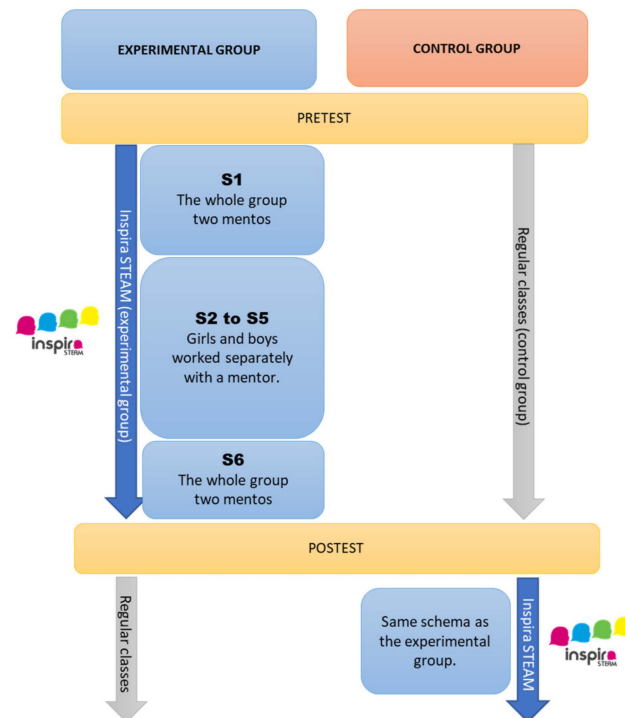 EXPERIMENTAL GROUP
CONTROL GROUP
PRETEST
Inspira STEAM (experimental group)
S1
The whole group
two mentos
S2 to S5
Girls and boys
worked separately
with a mentor.
S6
The whole group
two mentos
inspira
STEAM
Regular classes (control group)
POSTEST
Regular classes
Same schema as
the experimental
group.
Inspira STEAM
inspira
STEAM